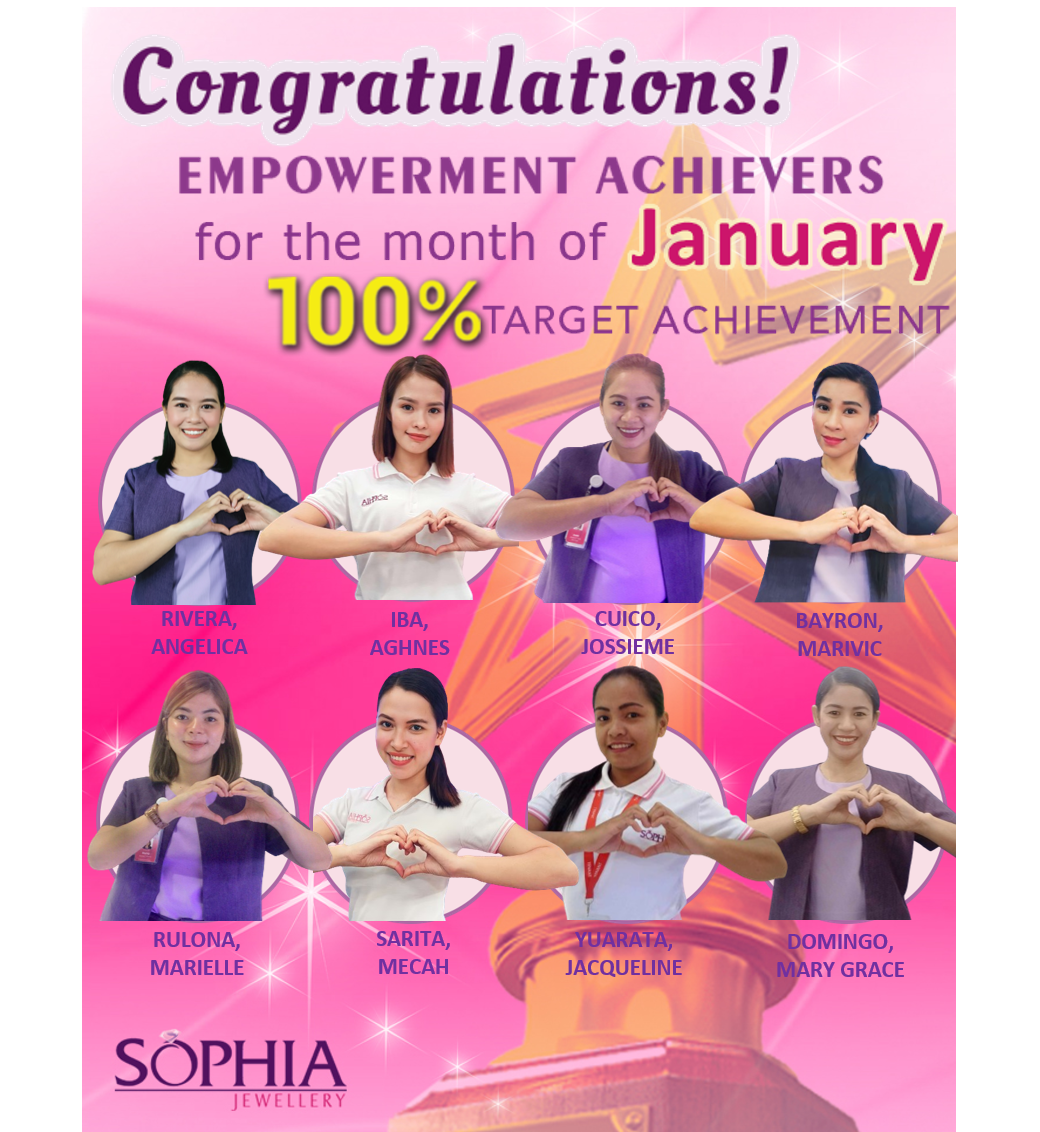 Congratulations!
EMPOWERMENT ACHIEVERS
for the month of January
100% TARGET ACHIEVEMENT
RIVERA,
ANGELICA
IBA,
AGHNES
CUICO,
JOSSIEME
BAYRON,
MARIVIC
RULONA,
MARIELLE
SARITA,
MECAH
YUARATA,
JACQUELINE
DOMINGO,
MARY GRACE
SOPHIA
JEWELLERY